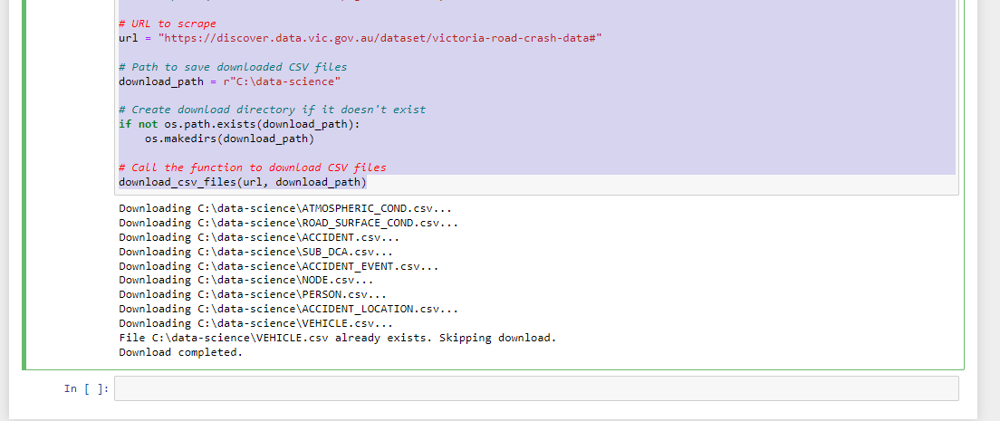 # URL to scrape
url = "https://discover.data.vic.gov.au/dataset/victoria-road-crash-data#"
# Path to save downloaded CSV files
download_path = r"C:\data-science"
# Create download directory if it doesn't exist
if not os.path.exists(download_path):
    os.makedirs(download_path)
# Call the function to download CSV files
download_csv_files(url, download_path)
Downloading C:\data-science\ATMOSPHERIC_COND.csv...
Downloading C:\data-science\ROAD_SURFACE_COND.csv...
Downloading C:\data-science\ACCIDENT.csv...
Downloading C:\data-science\SUB_DCA.csv...
Downloading C:\data-science\ACCIDENT_EVENT.csv...
Downloading C:\data-science\NODE.csv...
Downloading C:\data-science\PERSON.csv...
Downloading C:\data-science\ACCIDENT_LOCATION.csv...
Downloading C:\data-science\VEHICLE.csv...
File C:\data-science\VEHICLE.csv already exists. Skipping download.
Download completed.
In [ ]: